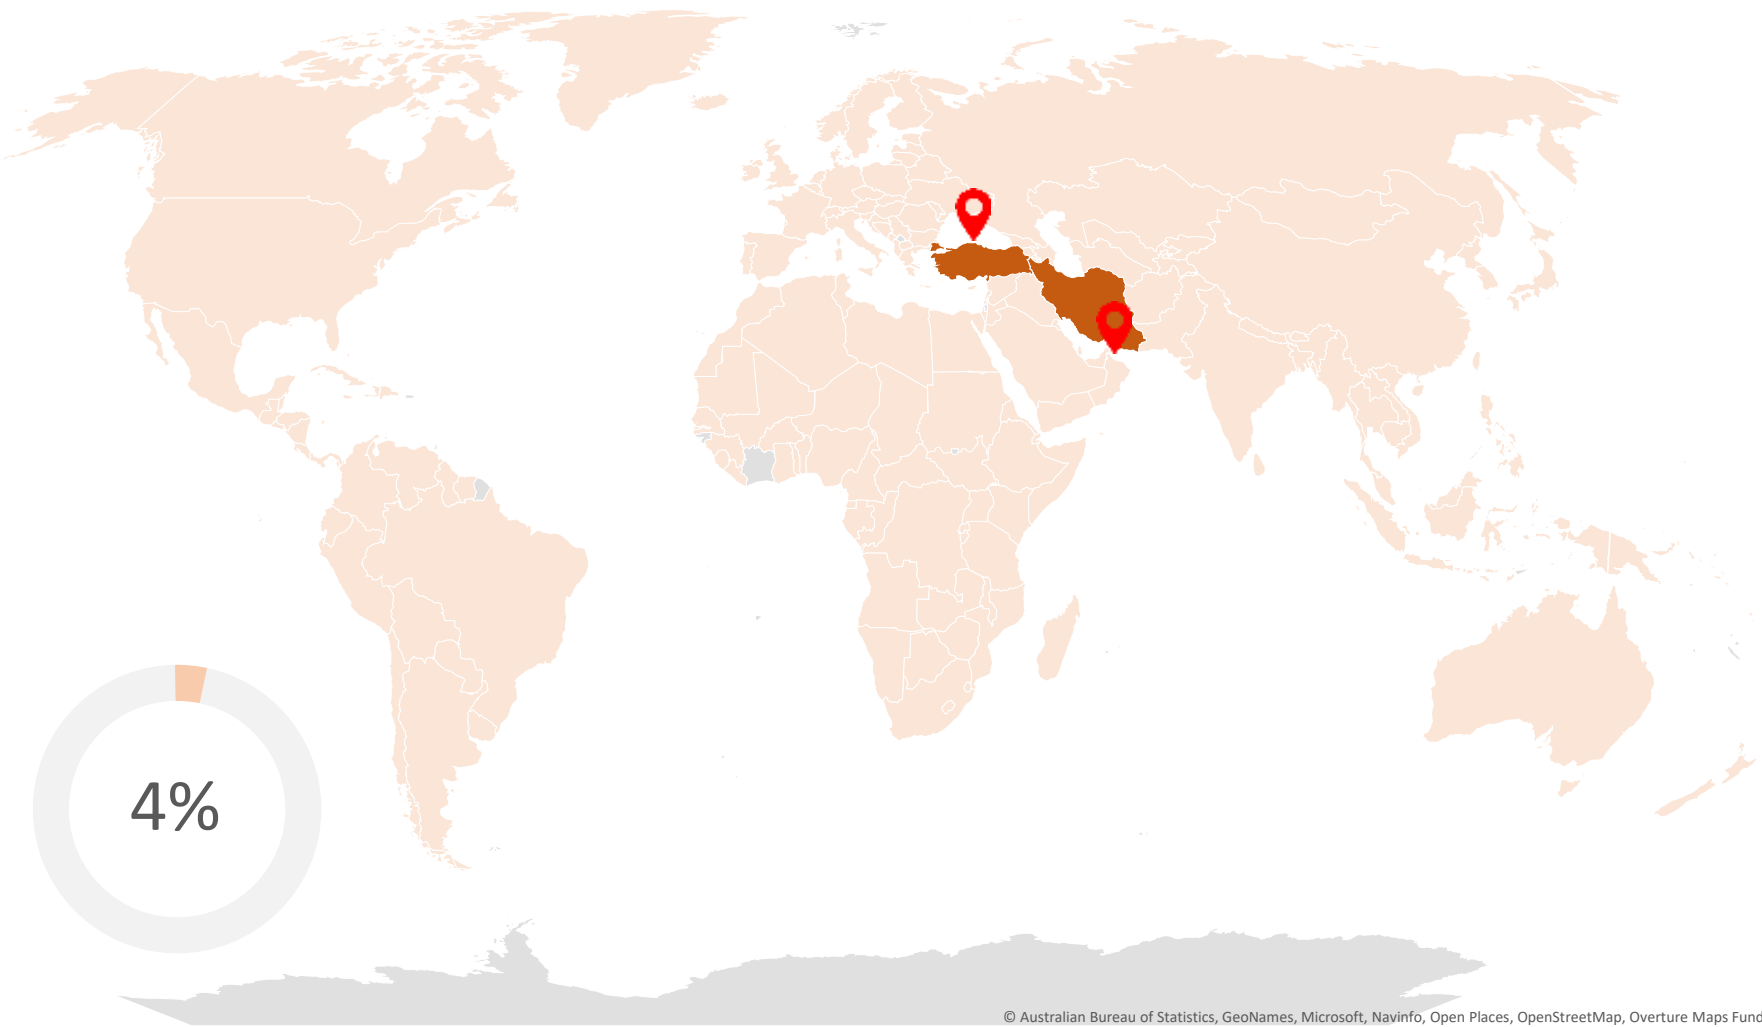 4%
© Australian Bureau of Statistics, GeoNames, Microsoft, Navinfo, Open Places, OpenStreetMap, Overture Maps Fund